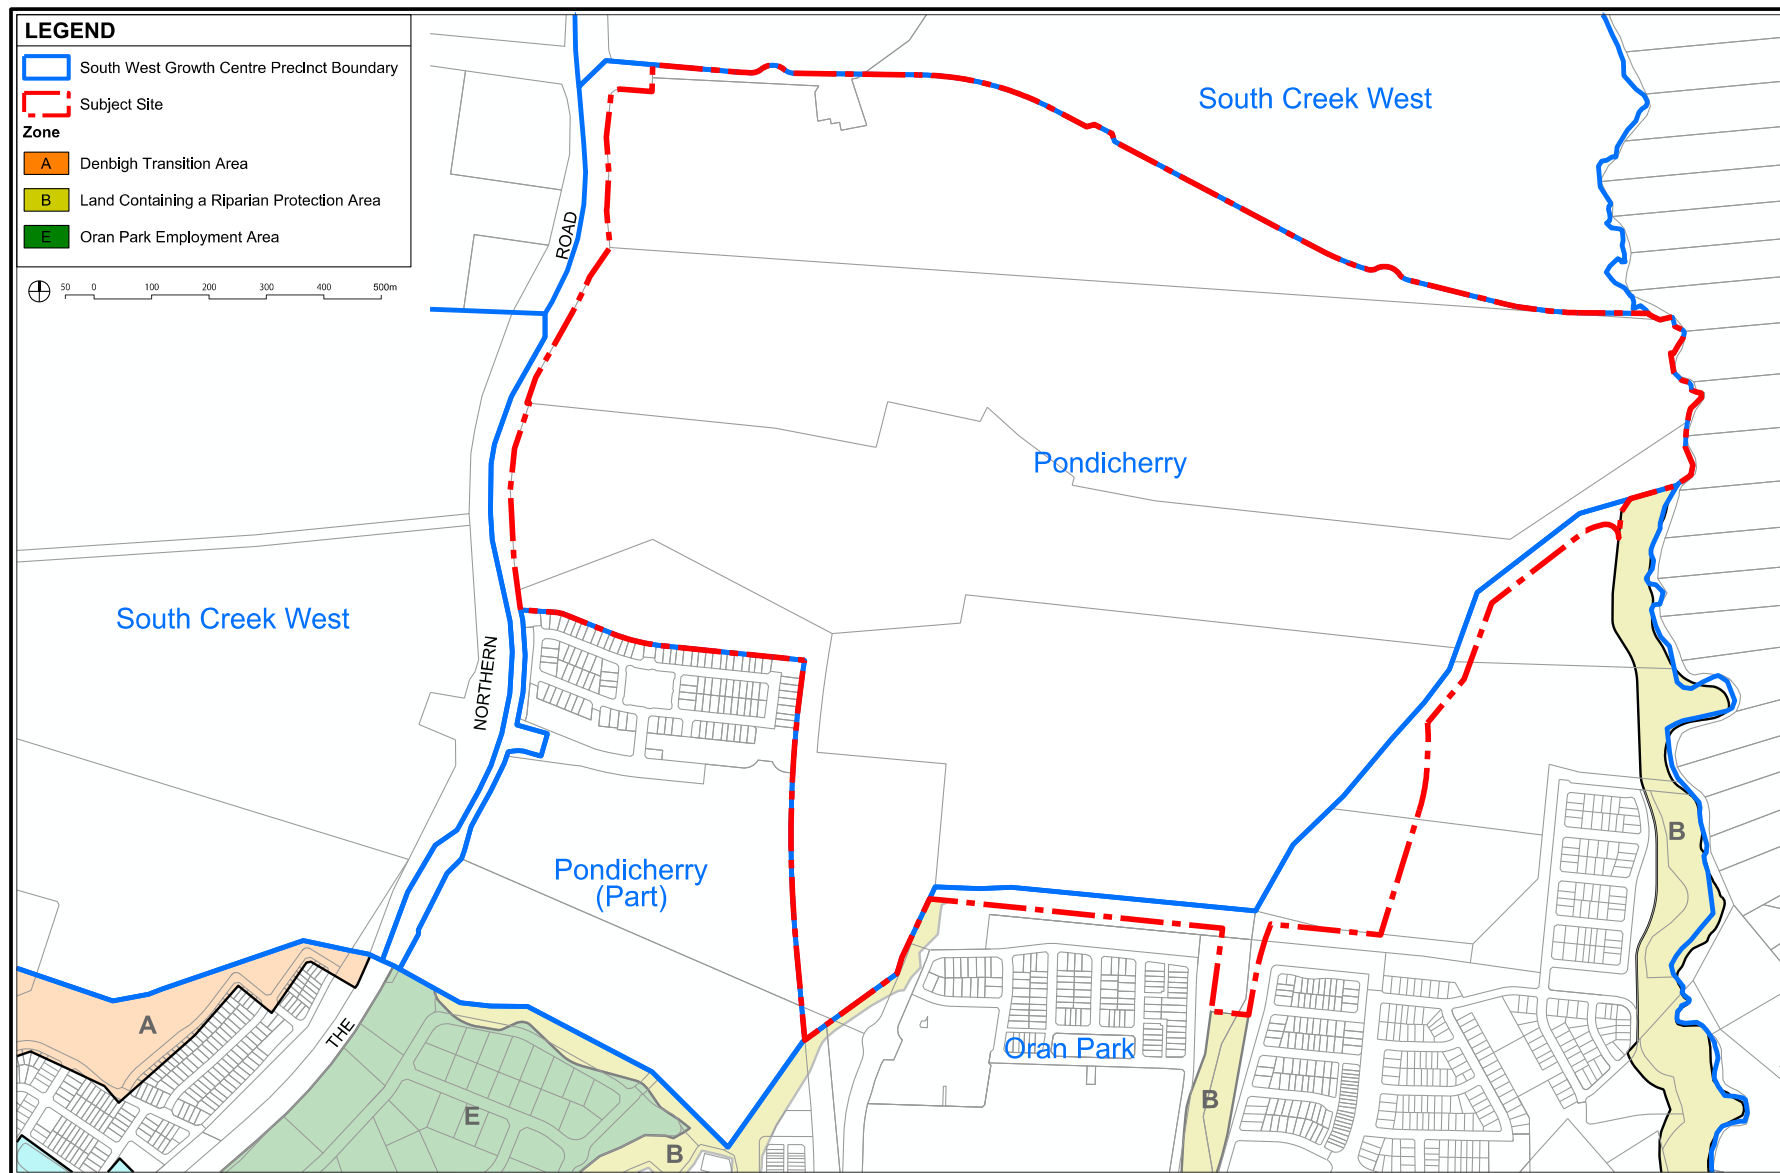 LEGEND
South West Growth Centre Precinct Boundary
Subject Site
Zone
A Denbigh Transition Area
B Land Containing a Riparian Protection Area
E Oran Park Employment Area
50 0 100 200 300 400 500m
South Creek West
ROAD
Pondicherry
South Creek West
NORTHERN
B
Pondicherry
(Part)
A
THE
Oran Park
E
B
B